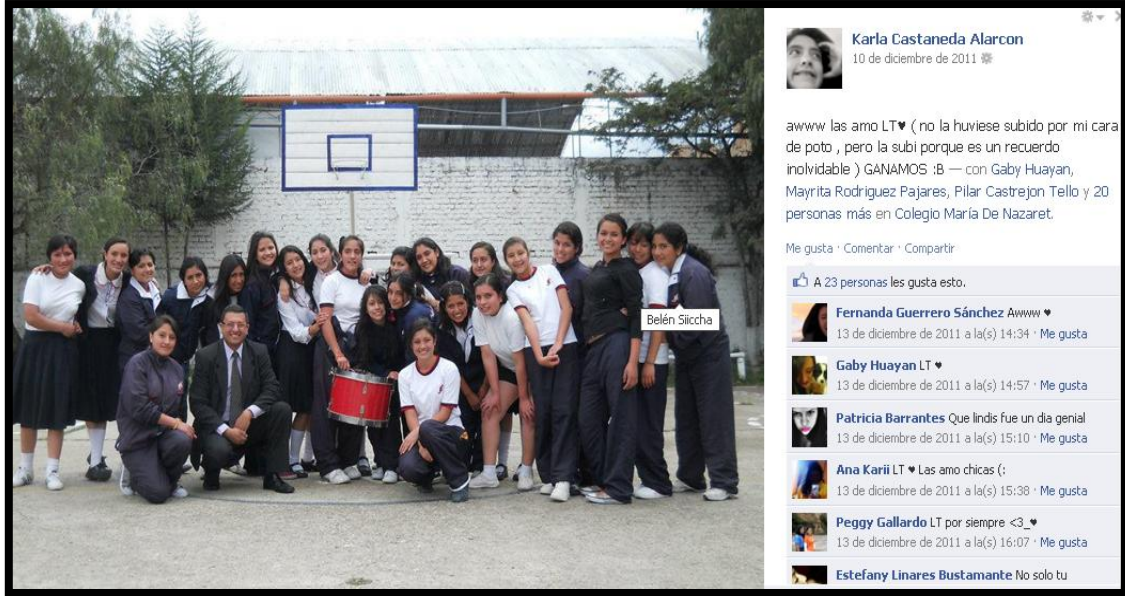 Belén Siiccha
Karla Castaneda Alarcon
10 de diciembre de 2011
awww las amo LT♥ ( no la huviese subido por mi cara
de poto , pero la subi porque es un recuerdo
inolvidable ) GANAMOS :B — con Gaby Huayan,
Mayrita Rodriguez Pajares, Pilar Castrejon Tello y 20
personas más en Colegio María De Nazaret.
Me gusta · Comentar · Compartir
A 23 personas les gusta esto.
Fernanda Guerrero Sánchez Awww ♥
13 de diciembre de 2011 a la(s) 14:34 · Me gusta
Gaby Huayan LT ♥
13 de diciembre de 2011 a la(s) 14:57 · Me gusta
Patricia Barrantes Que lindis fue un dia genial
13 de diciembre de 2011 a la(s) 15:10 · Me gusta
Ana Karii LT ♥ Las amo chicas (:
13 de diciembre de 2011 a la(s) 15:38 · Me gusta
Peggy Gallardo LT por siempre <3_♥
13 de diciembre de 2011 a la(s) 16:07 · Me gusta
Estefany Linares Bustamante No solo tu